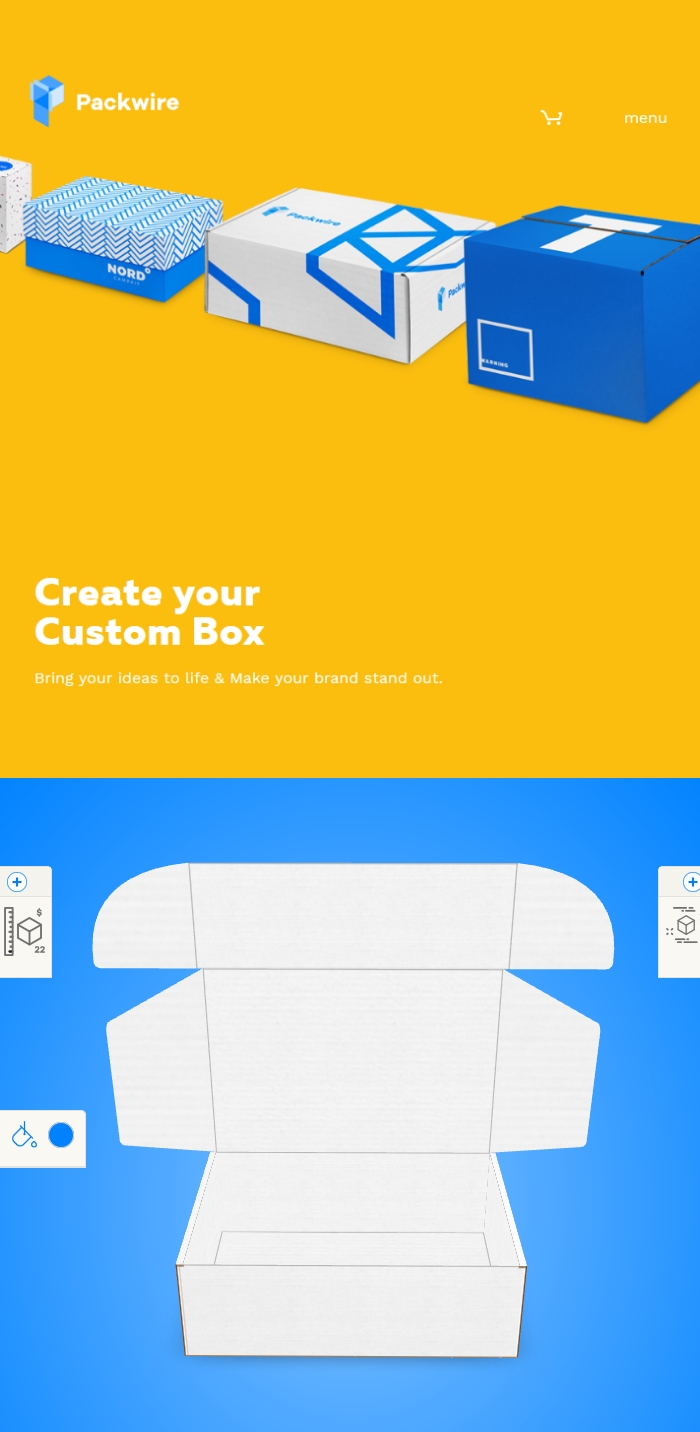 Packwire
menu
Packwire
NORD°
Packw
WARNING
Create your
Custom Box
Bring your ideas to life & Make your brand stand out.
$
22